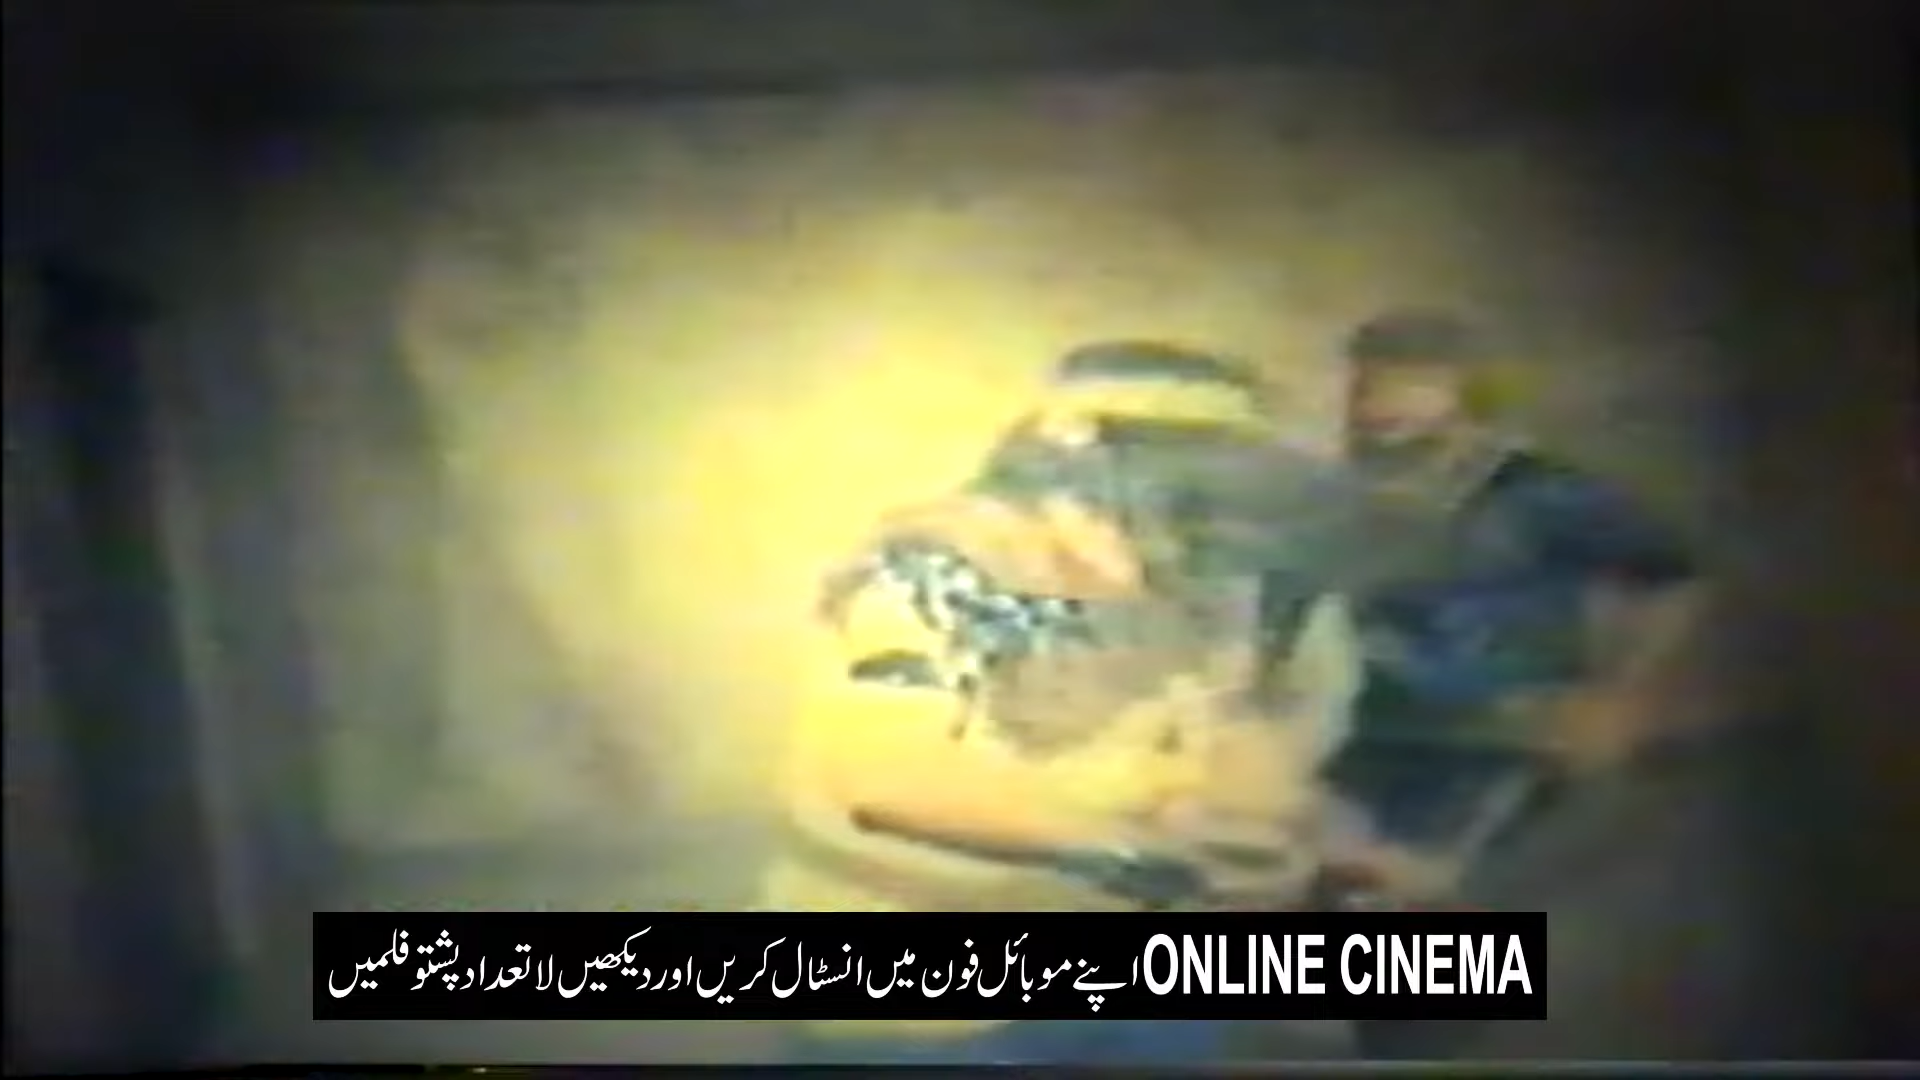 ONLINE CINEMA اپنے موبائل فون میں انسٹال کریں اور دیکھیں لاتعداد پشتو فلمیں